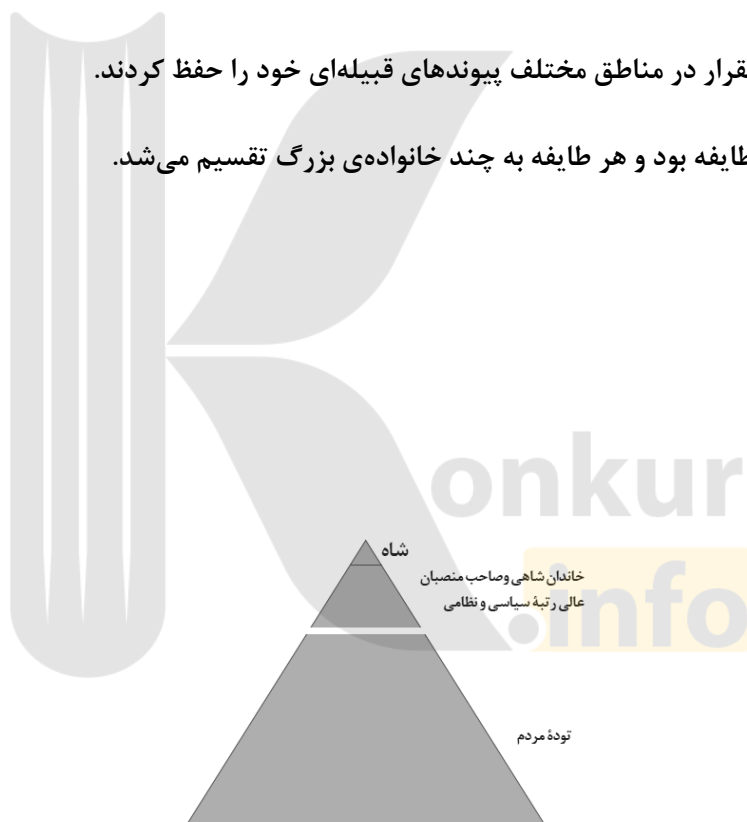 قرار در مناطق مختلف پیوندهای قبیله‌ای خود را حفظ کردند.
طایفه بود و هر طایفه به چند خانواده‌ی بزرگ تقسیم می‌شد.
onkur
.info
شاه
خاندان شاهی وصاحب منصبان
عالی رتبهٔ سیاسی و نظامی
تودهٔ مردم